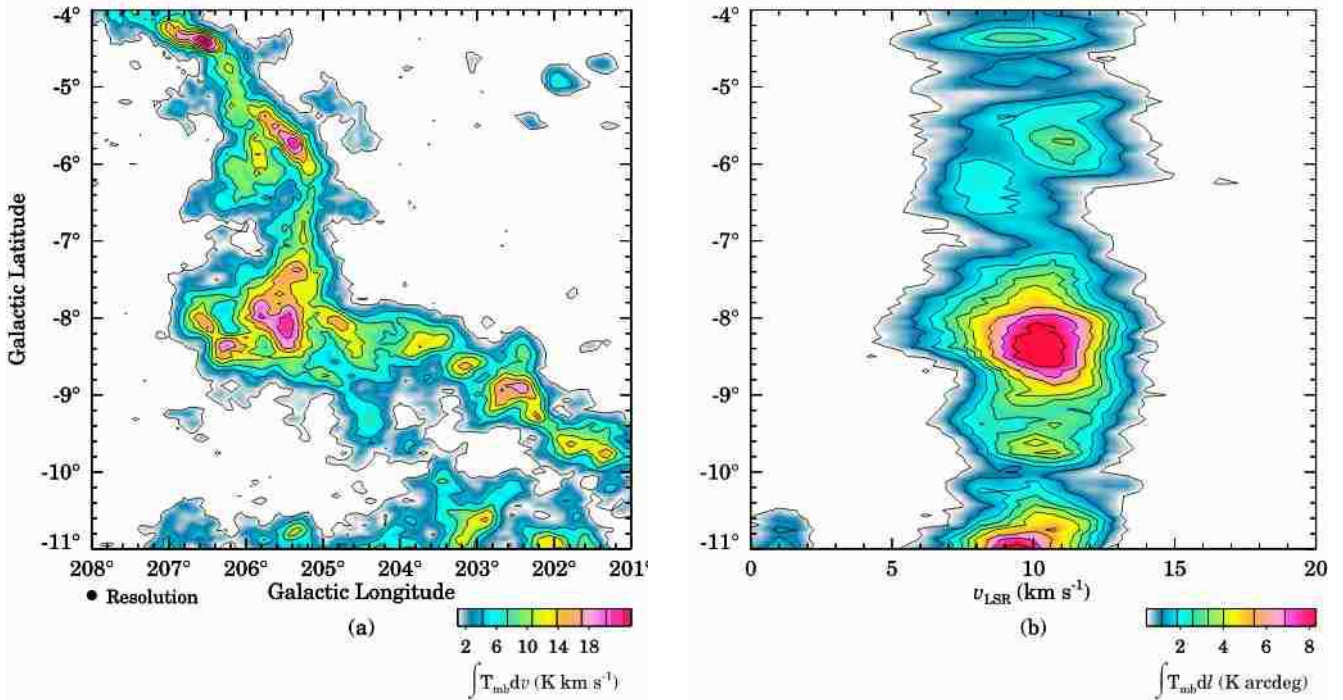 -4°
-5°
-6°
-7°
-8°
-9°
-10°
-11°
Galactic Latitude
208° 207° 206° 205° 204° 203° 202° 201°
Galactic Longitude
Resolution
(a)
2 6 10 14 18
∫ T_mb dv (K km s⁻¹)
-4°
-5°
-6°
-7°
-8°
-9°
-10°
-11°
0 5 10 15 20
v_LSR (km s⁻¹)
(b)
2 4 6 8
∫ T_mb dl (K arcdeg)